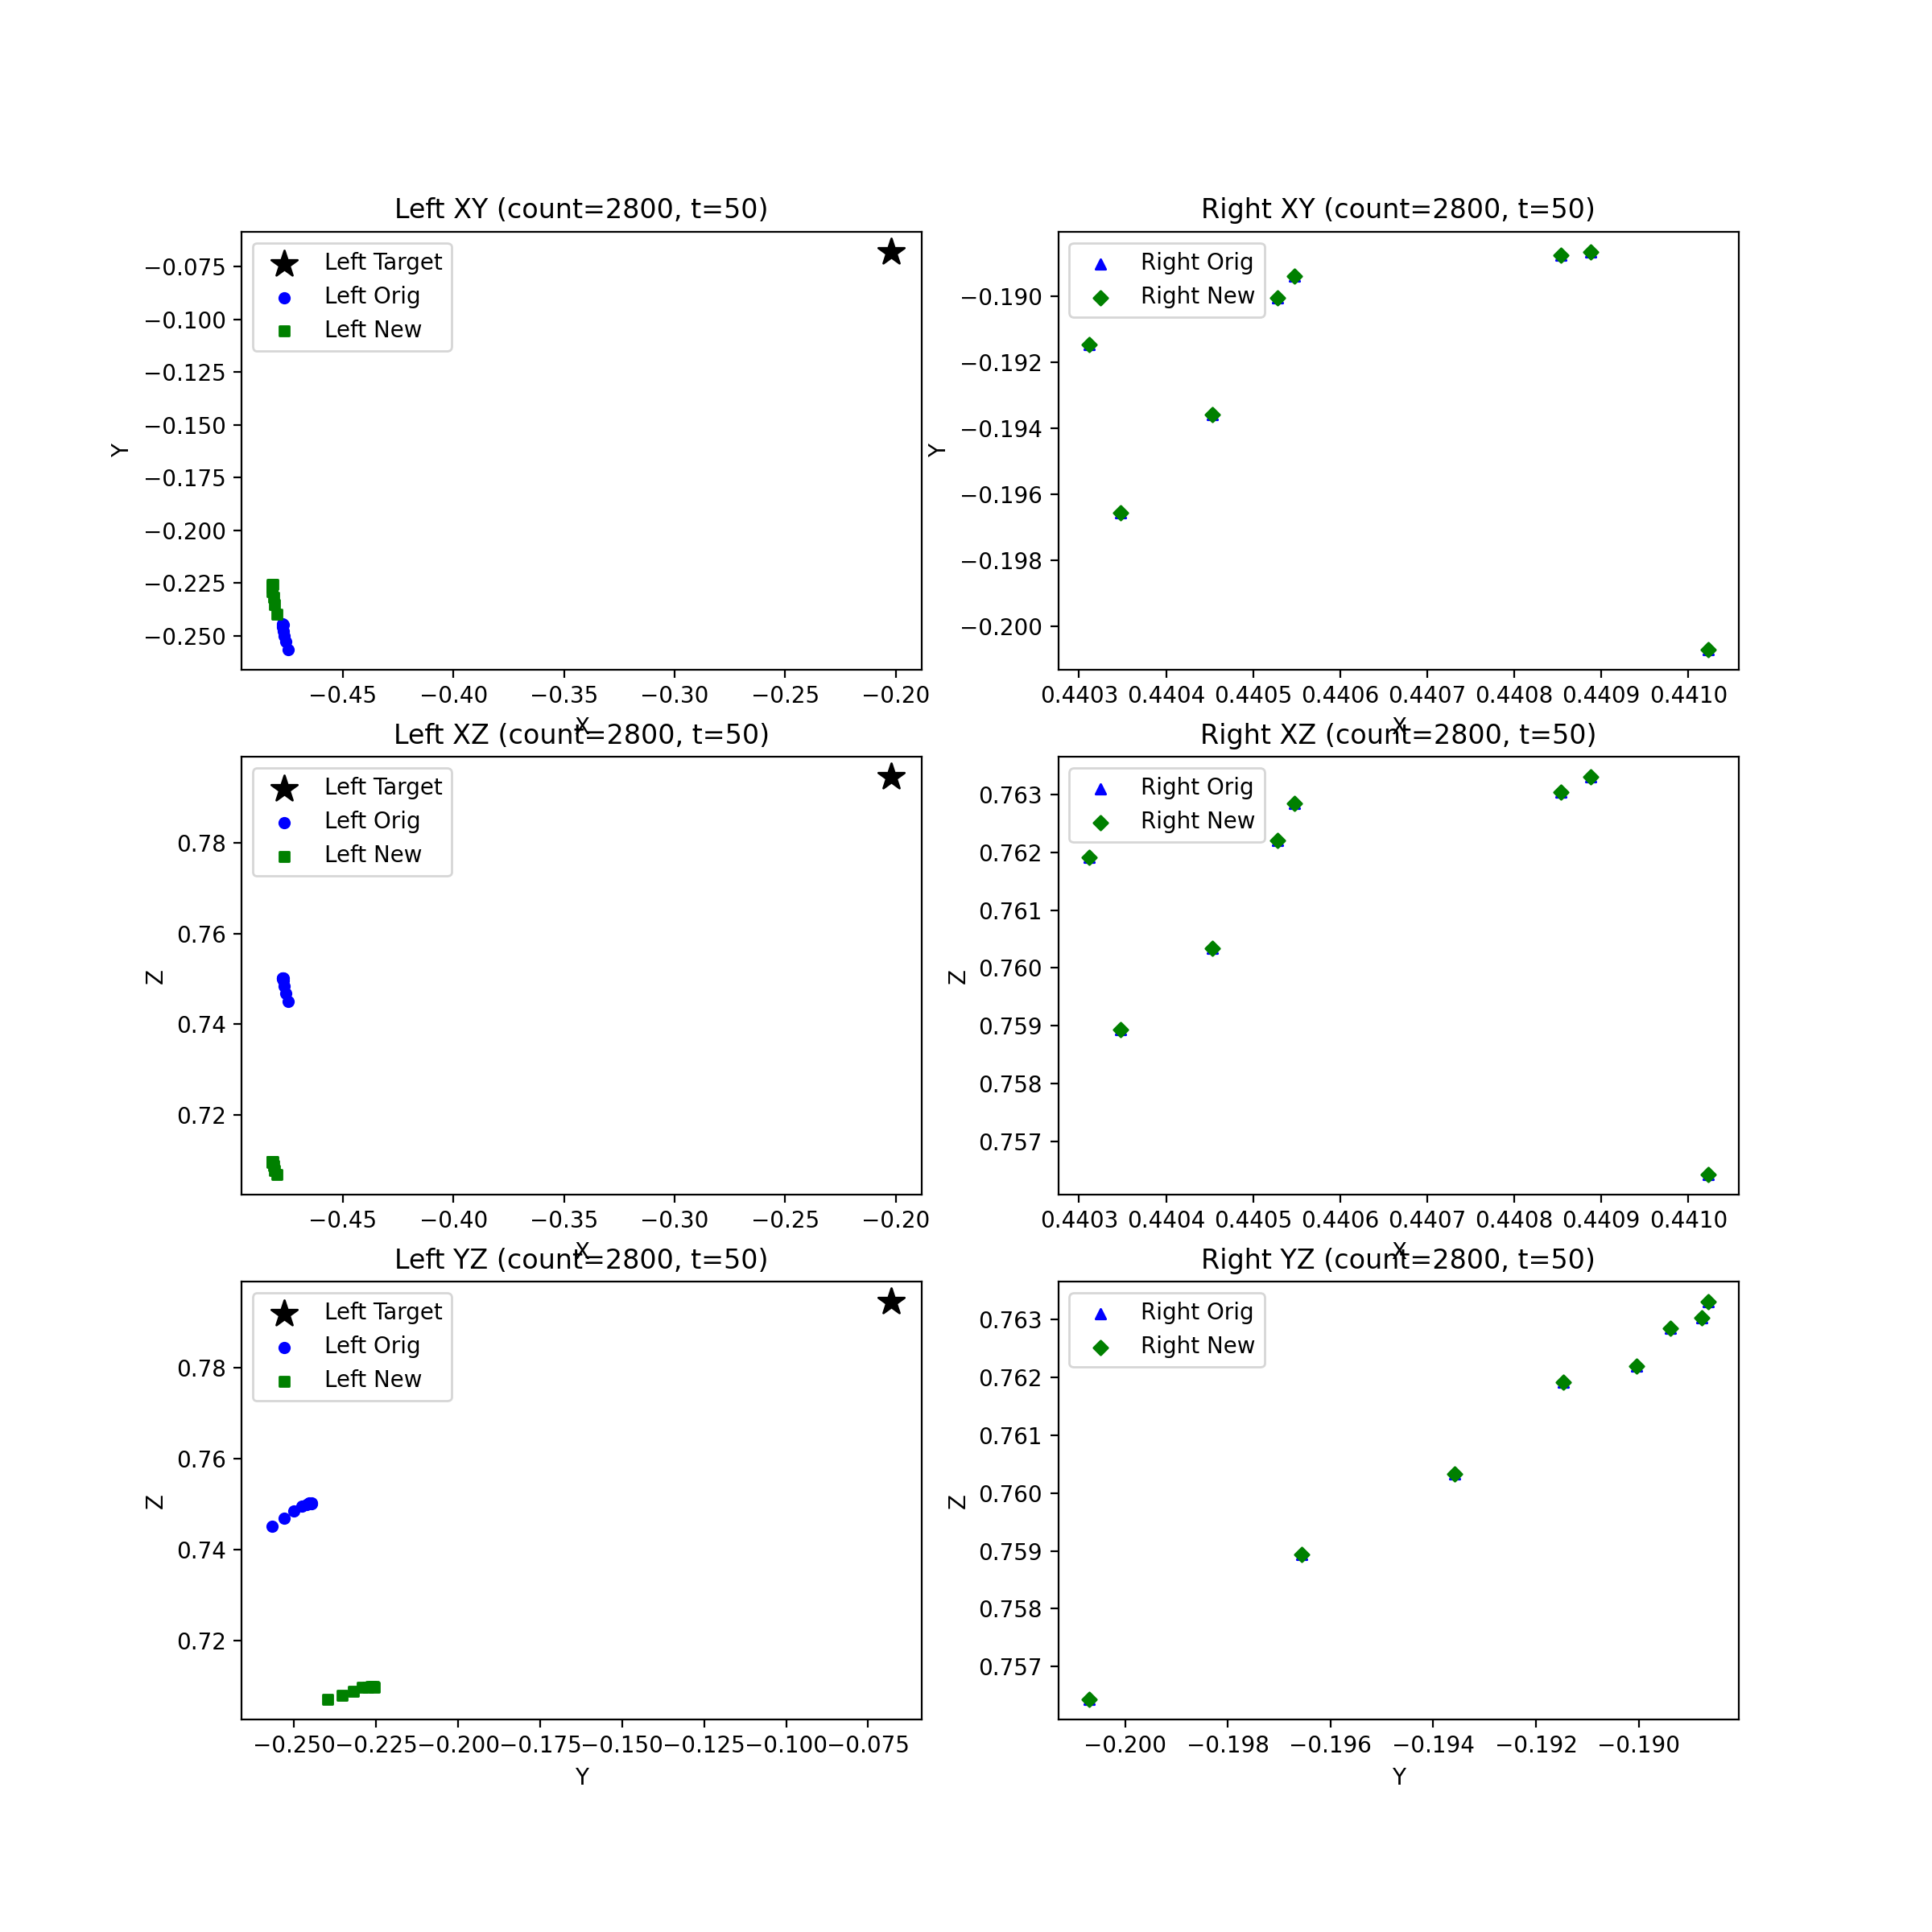 Left XY (count=2800, t=50)
Left Target
Left Orig
Left New
−0.075
−0.100
−0.125
−0.150
−0.175
−0.200
−0.225
−0.250
Y
−0.45 −0.40 −0.35 −0.30 −0.25 −0.20
X
Right XY (count=2800, t=50)
Right Orig
Right New
−0.190
−0.192
−0.194
−0.196
−0.198
−0.200
Y
0.4403 0.4404 0.4405 0.4406 0.4407 0.4408 0.4409 0.4410
X
Left XZ (count=2800, t=50)
Left Target
Left Orig
Left New
0.78
0.76
0.74
0.72
Z
−0.45 −0.40 −0.35 −0.30 −0.25 −0.20
X
Right XZ (count=2800, t=50)
Right Orig
Right New
0.763
0.762
0.761
0.760
0.759
0.758
0.757
Z
0.4403 0.4404 0.4405 0.4406 0.4407 0.4408 0.4409 0.4410
X
Left YZ (count=2800, t=50)
Left Target
Left Orig
Left New
0.78
0.76
0.74
0.72
Z
−0.250 −0.225 −0.200 −0.175 −0.150 −0.125 −0.100 −0.075
Y
Right YZ (count=2800, t=50)
Right Orig
Right New
0.763
0.762
0.761
0.760
0.759
0.758
0.757
Z
−0.200 −0.198 −0.196 −0.194 −0.192 −0.190
Y